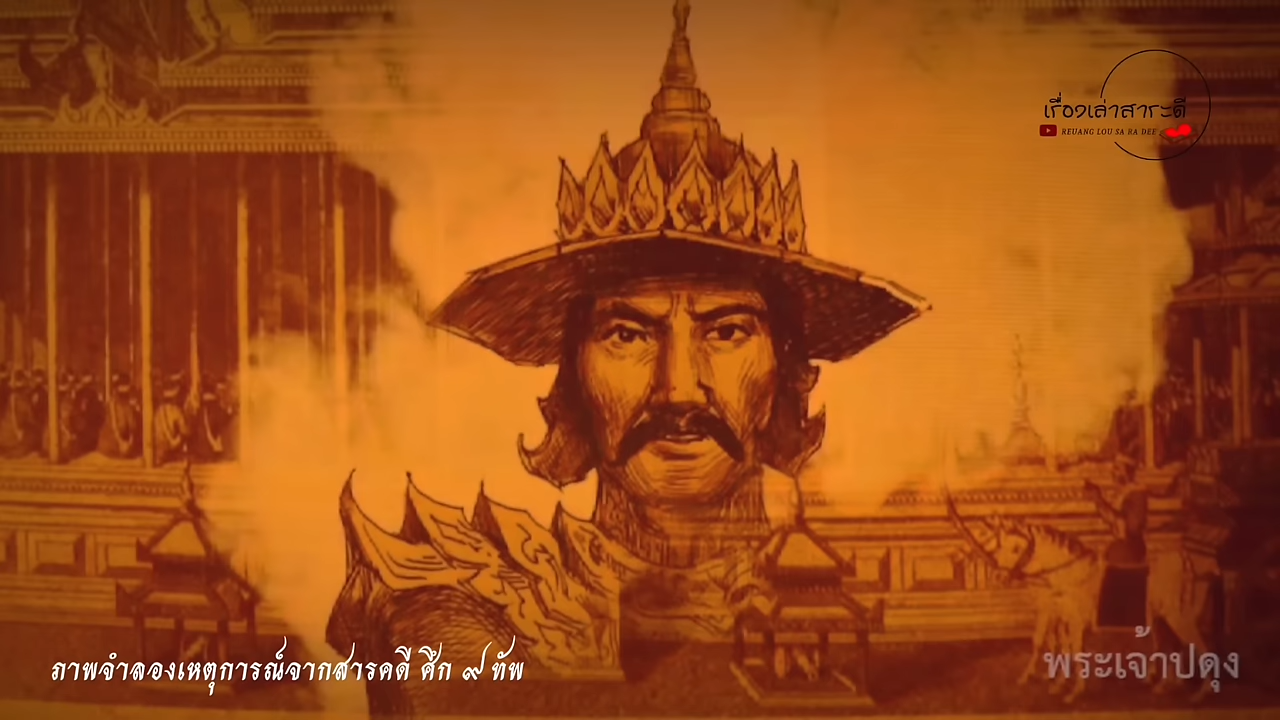 เรื่องเล่าสาระดี
REUANG LOU SA RA DEE
ภาพจำลองเหตุการณ์จากสารคดี ศึก ๙ ทัพ
พระเจ้าปดุง